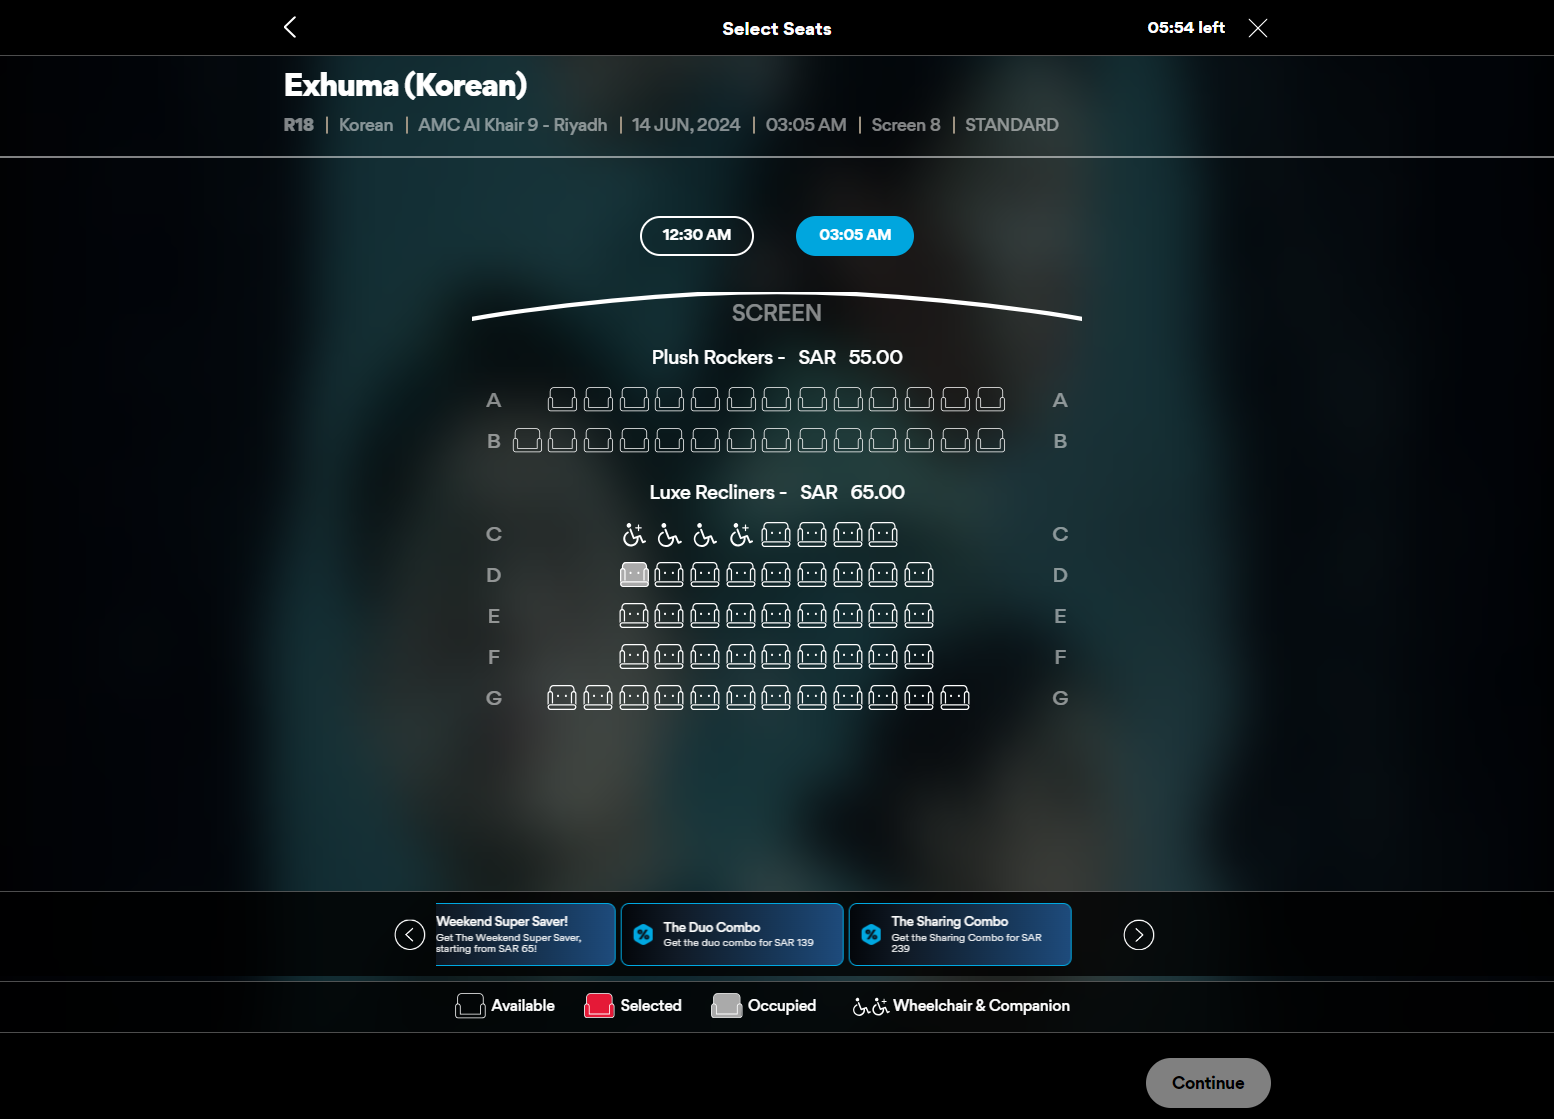 Select Seats
05:54 left
Exhuma (Korean)
R18 | Korean | AMC Al Khair 9 - Riyadh | 14 JUN, 2024 | 03:05 AM | Screen 8 | STANDARD
12:30 AM 03:05 AM
SCREEN
Plush Rockers - SAR 55.00
A A
B B
Luxe Recliners - SAR 65.00
C C
D D
E E
F F
G G
Weekend Super Saver!
Get The Weekend Super Saver,
starting from SAR 65!
The Duo Combo
Get the duo combo for SAR 139
The Sharing Combo
Get the Sharing Combo for SAR
239
Available Selected Occupied Wheelchair & Companion
Continue